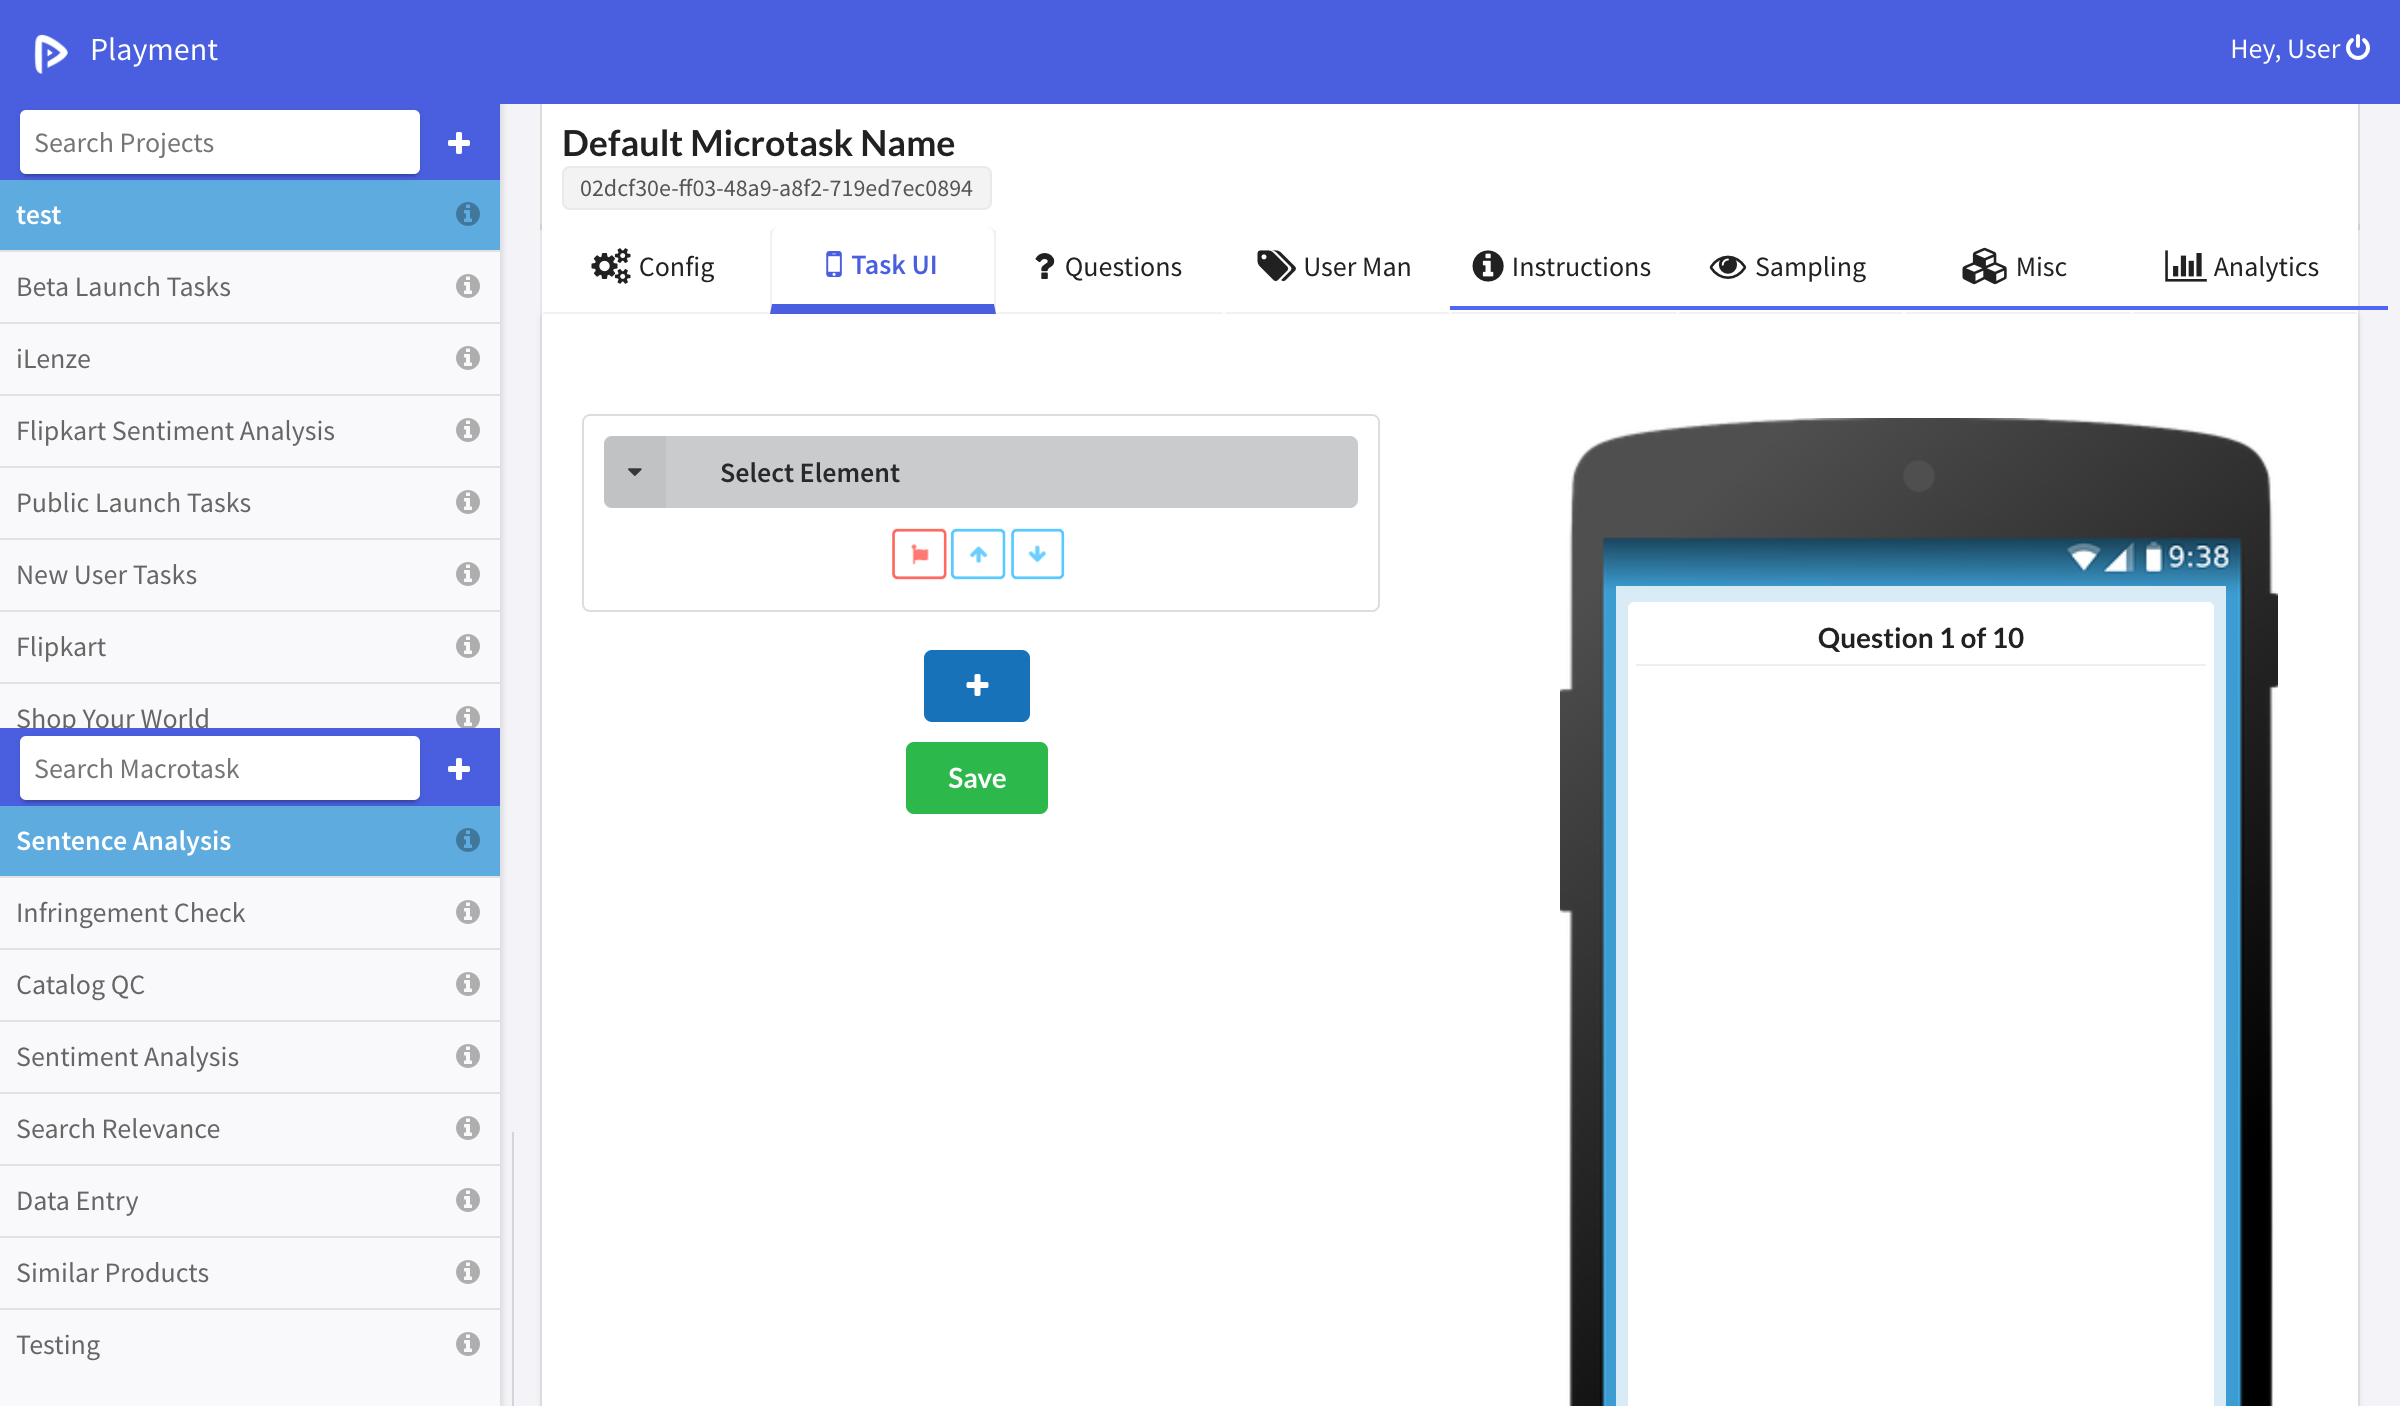 Playment
Hey, User
Search Projects
test
Beta Launch Tasks
iLenze
Flipkart Sentiment Analysis
Public Launch Tasks
New User Tasks
Flipkart
Shop Your World
Search Macrotask
Sentence Analysis
Infringement Check
Catalog QC
Sentiment Analysis
Search Relevance
Data Entry
Similar Products
Testing
Default Microtask Name
02dcf30e-ff03-48a9-a8f2-719ed7ec0894
Config Task UI ? Questions User Man Instructions Sampling Misc Analytics
Select Element
Save
9:38
Question 1 of 10